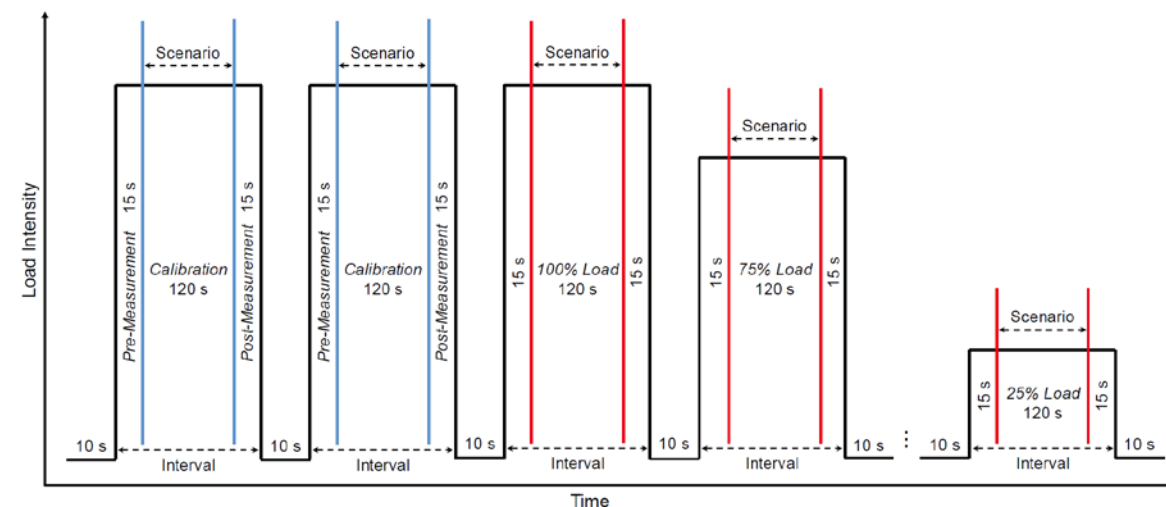 Load Intensity
Scenario
Pre-Measurement 15 s
Calibration
120 s
Post-Measurement 15 s
10 s
Interval
10 s
Scenario
Pre-Measurement 15 s
Calibration
120 s
Post-Measurement 15 s
Interval
10 s
Scenario
15 s
100% Load
120 s
15 s
Interval
10 s
Scenario
15 s
75% Load
120 s
15 s
Interval
10 s
...
10 s
Scenario
15 s
25% Load
120 s
15 s
Interval
10 s
Time